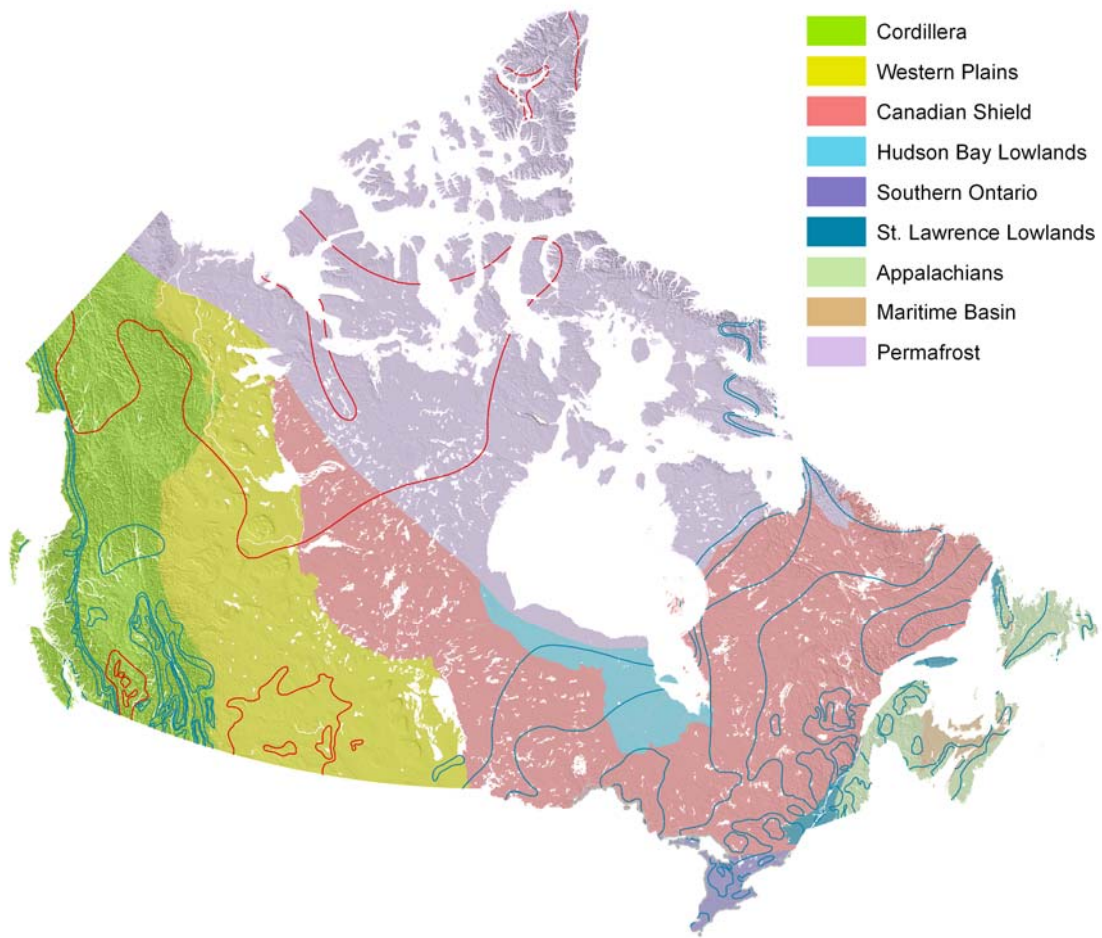 Cordillera
Western Plains
Canadian Shield
Hudson Bay Lowlands
Southern Ontario
St. Lawrence Lowlands
Appalachians
Maritime Basin
Permafrost